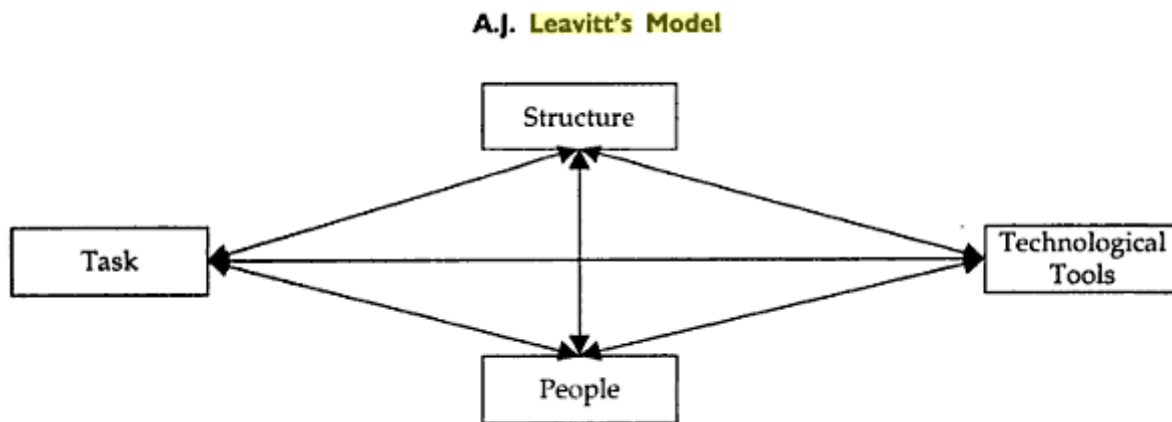 A.J. Leavitt's Model
Structure
Task
Technological
Tools
People